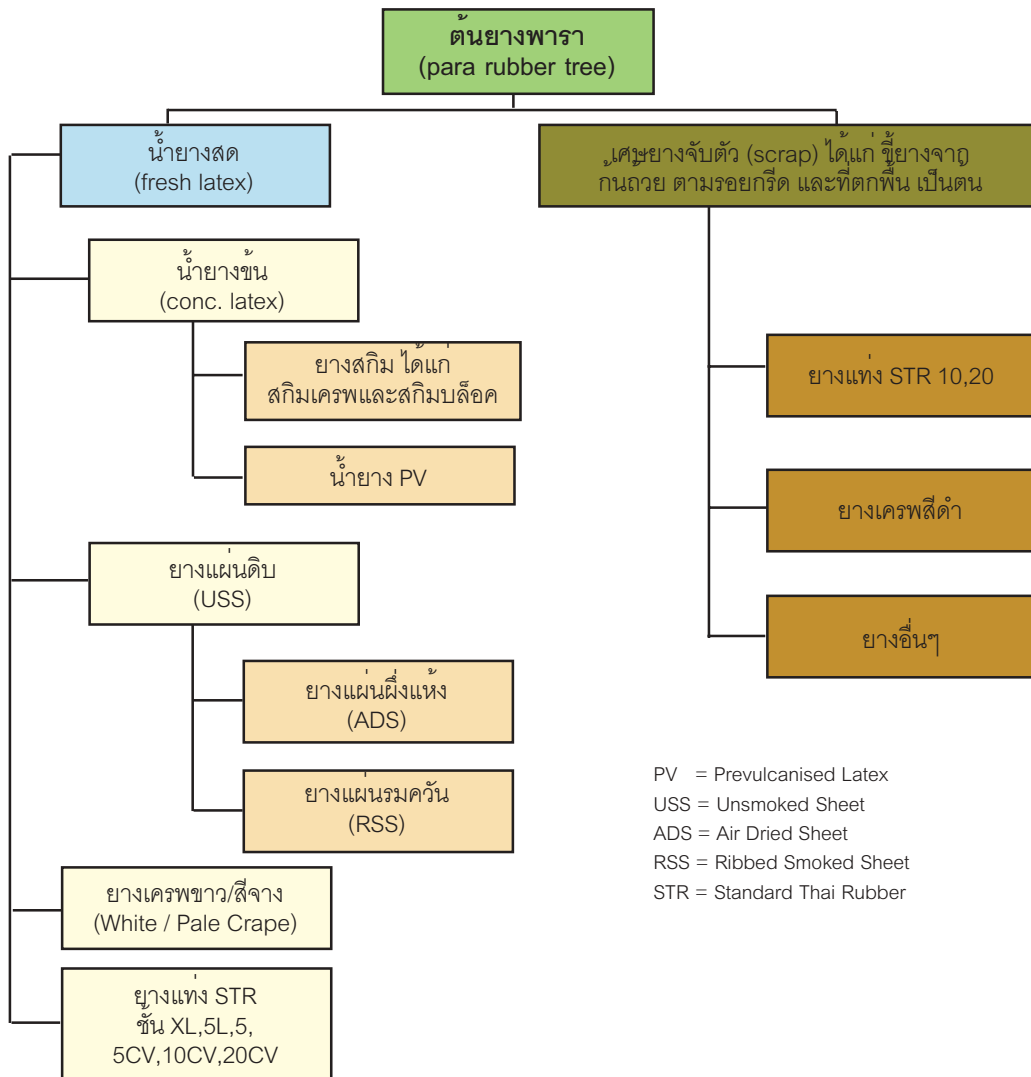 ต้นยางพารา
(para rubber tree)
น้ำยางสด
(fresh latex)
เศษยางจับตัว (scrap) ได้แก่ ขี้ยางจาก
ก้นถ้วย ตามรอยกรีด และที่ตกพื้น เป็นต้น
น้ำยางข้น
(conc. latex)
ยางสกิม ได้แก่
สกิมเครพและสกิมบล็อค
น้ำยาง PV
ยางแผ่นดิบ
(USS)
ยางแผ่นผึ่งแห้ง
(ADS)
ยางแผ่นรมควัน
(RSS)
ยางเครพขาว/สีจาง
(White / Pale Crape)
ยางแท่ง STR
ชั้น XL,5L,5,
5CV,10CV,20CV
ยางแท่ง STR 10,20
ยางเครพสีดำ
ยางอื่นๆ
PV = Prevulcanised Latex
USS = Unsmoked Sheet
ADS = Air Dried Sheet
RSS = Ribbed Smoked Sheet
STR = Standard Thai Rubber